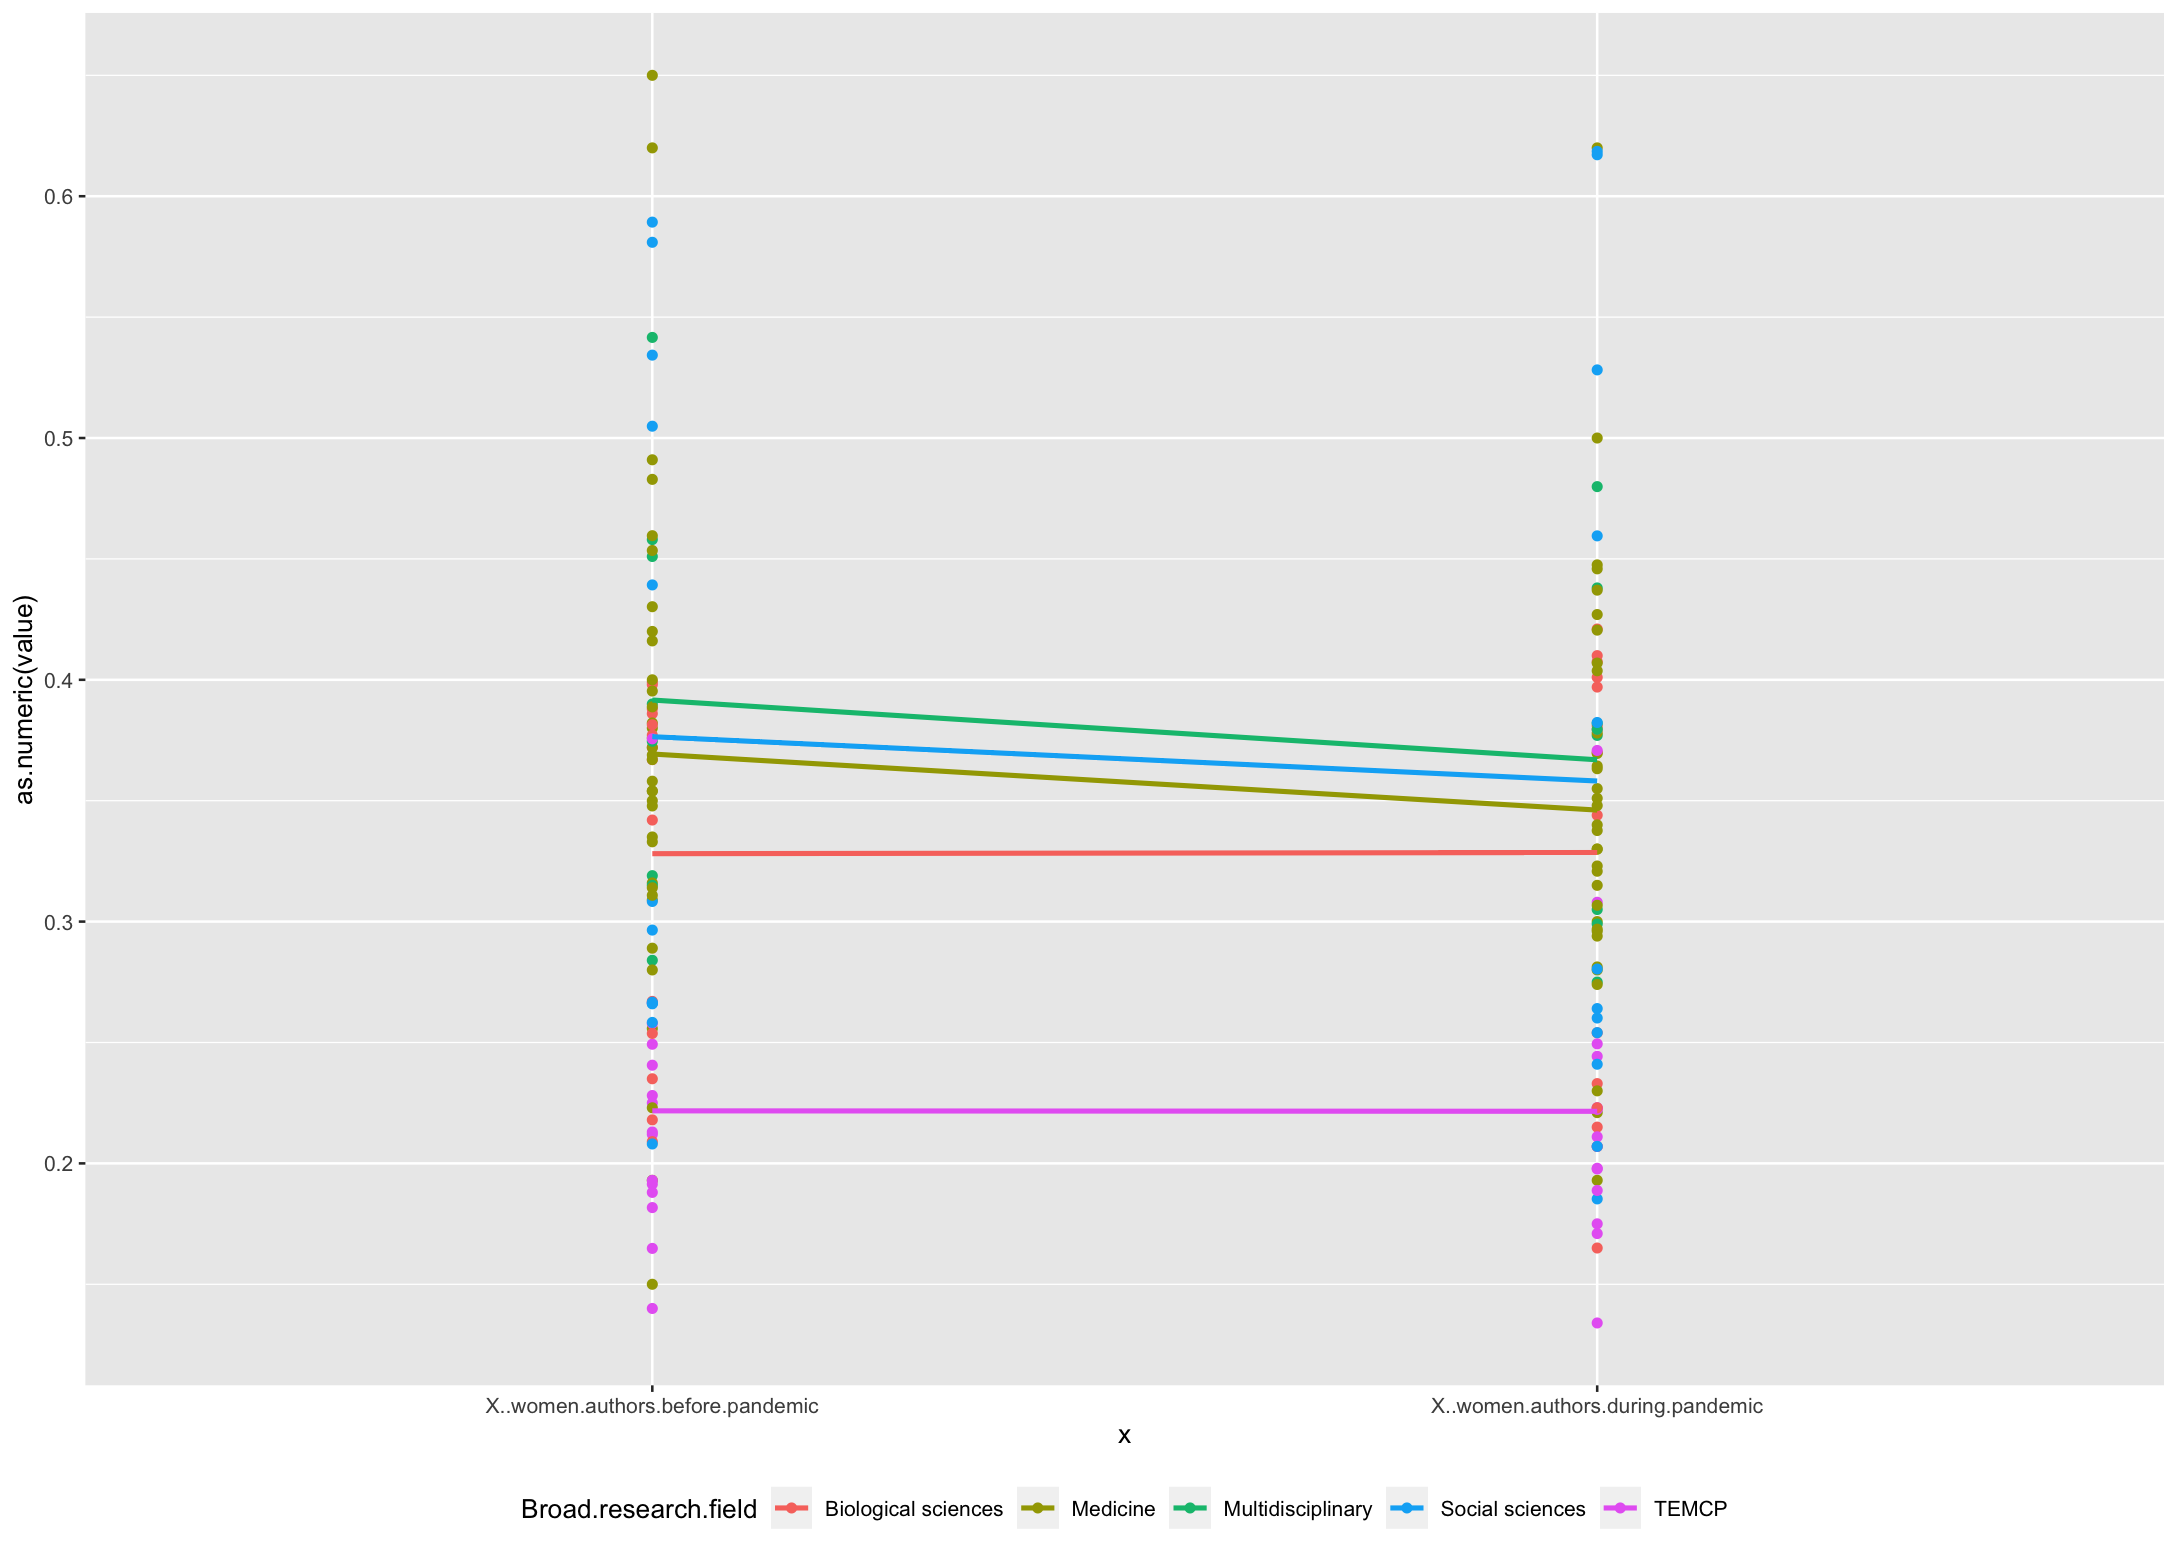 0.6
0.5
0.4
0.3
0.2
as.numeric(value)
X..women.authors.before.pandemic
X..women.authors.during.pandemic
x
Broad.research.field
Biological sciences
Medicine
Multidisciplinary
Social sciences
TEMCP